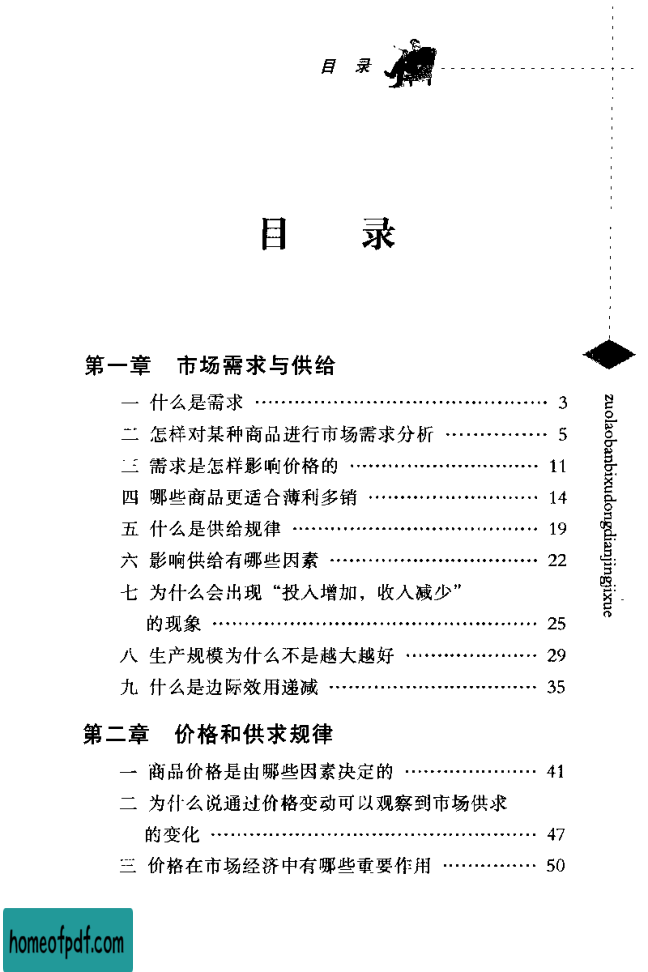 目 录
目 录
第一章 市场需求与供给
一 什么是需求 ………………………………………… 3
二 怎样对某种商品进行市场需求分析 …………… 5
三 需求是怎样影响价格的 ………………………… 11
四 哪些商品更适合薄利多销 ……………………… 14
五 什么是供给规律 ………………………………… 19
六 影响供给有哪些因素 …………………………… 22
七 为什么会出现“投入增加，收入减少”
的现象 …………………………………………… 25
八 生产规模为什么不是越大越好 ………………… 29
九 什么是边际效用递减 …………………………… 35
第二章 价格和供求规律
一 商品价格是由哪些因素决定的 ………………… 41
二 为什么说通过价格变动可以观察到市场供求
的变化 …………………………………………… 47
三 价格在市场经济中有哪些重要作用 …………… 50
zuolaobanbixudongdianjingjixue
homeofpdf.com